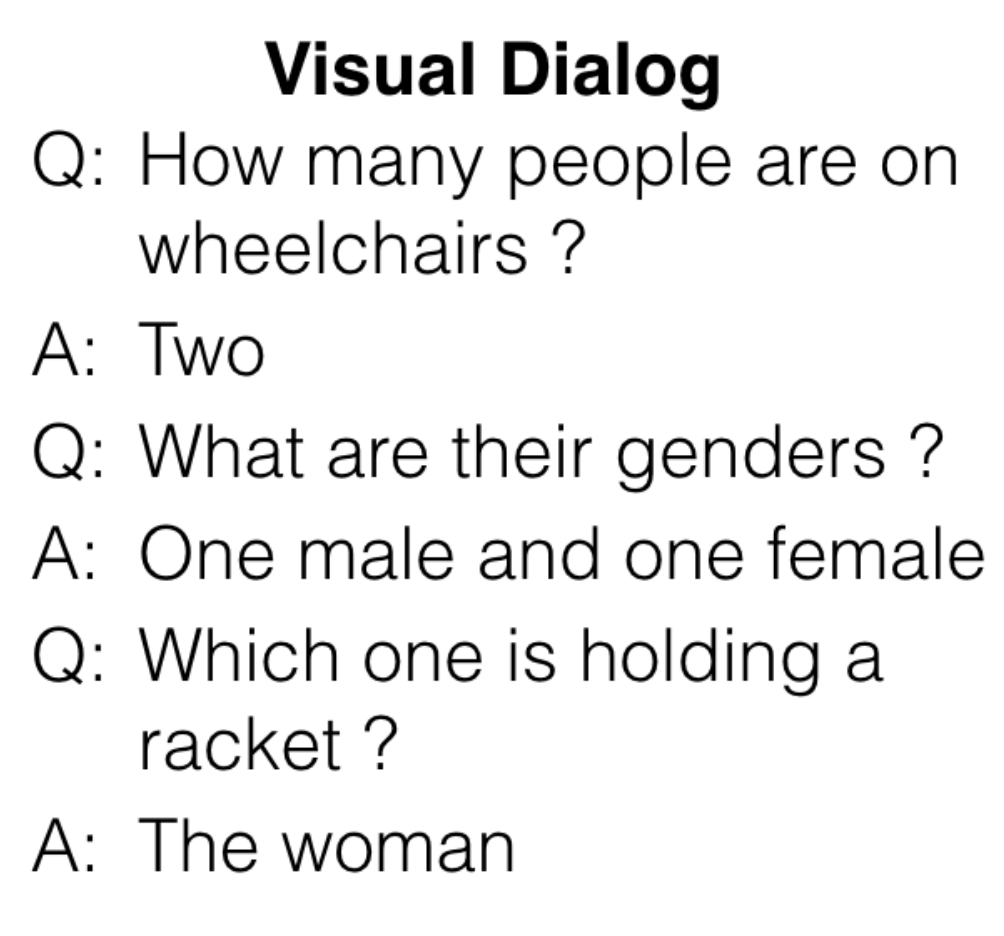 Visual Dialog
Q: How many people are on
wheelchairs ?
A: Two
Q: What are their genders ?
A: One male and one female
Q: Which one is holding a
racket ?
A: The woman